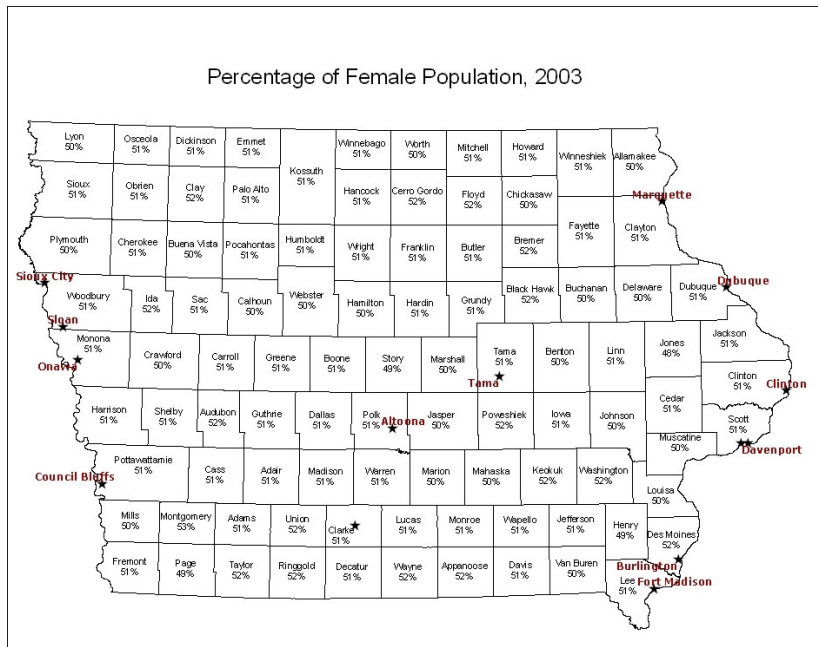 Percentage of Female Population, 2003
Lyon
50%
Osceola
51%
Dickinson
51%
Emmet
51%
Kossuth
51%
Winnebago
51%
Worth
50%
Mitchell
51%
Howard
51%
Winneshiek
51%
Allamakee
50%
Sioux
51%
Obrien
51%
Clay
52%
Palo Alto
51%
Hancock
51%
Cerro Gordo
52%
Floyd
52%
Chickasaw
50%
Marquette
Plymouth
50%
Cherokee
51%
Buena Vista
50%
Pocahontas
51%
Humboldt
51%
Wright
51%
Franklin
51%
Butler
51%
Bremer
52%
Fayette
51%
Clayton
51%
Sioux City
Woodbury
51%
Ida
52%
Sac
51%
Calhoun
50%
Webster
50%
Hamilton
50%
Hardin
51%
Grundy
51%
Black Hawk
52%
Buchanan
50%
Delaware
50%
Dubuque
51%
Dubuque
Sloan
Monona
51%
Onawa
Crawford
50%
Carroll
51%
Greene
51%
Boone
51%
Story
49%
Marshall
50%
Tama
51%
Tama
Benton
50%
Linn
51%
Jones
48%
Jackson
51%
Clinton
51%
Clinton
Harrison
51%
Shelby
51%
Audubon
52%
Guthrie
51%
Dallas
51%
Polk
51%
Altoona
Jasper
50%
Poweshiek
52%
Iowa
51%
Johnson
50%
Cedar
51%
Scott
51%
Muscatine
50%
Davenport
Pottawattamie
51%
Council Bluffs
Cass
51%
Adair
51%
Madison
51%
Warren
51%
Marion
50%
Mahaska
50%
Keokuk
52%
Washington
52%
Louisa
50%
Mills
50%
Montgomery
53%
Adams
51%
Union
52%
Clarke
51%
Lucas
51%
Monroe
51%
Wapello
51%
Jefferson
51%
Henry
49%
Des Moines
52%
Burlington
Fremont
51%
Page
49%
Taylor
52%
Ringgold
52%
Decatur
51%
Wayne
52%
Appanoose
52%
Davis
51%
Van Buren
50%
Lee
51%
Fort Madison